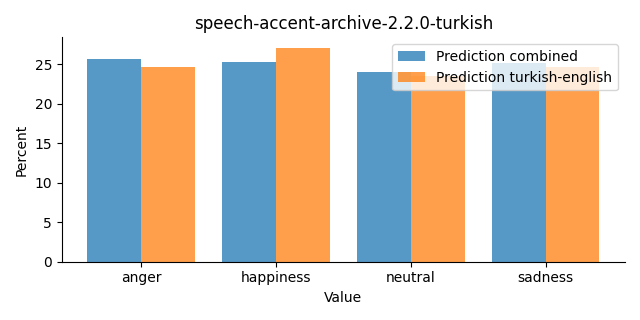 speech-accent-archive-2.2.0-turkish
Prediction combined
Prediction turkish-english
Percent
25
20
15
10
5
0
anger happiness neutral sadness
Value